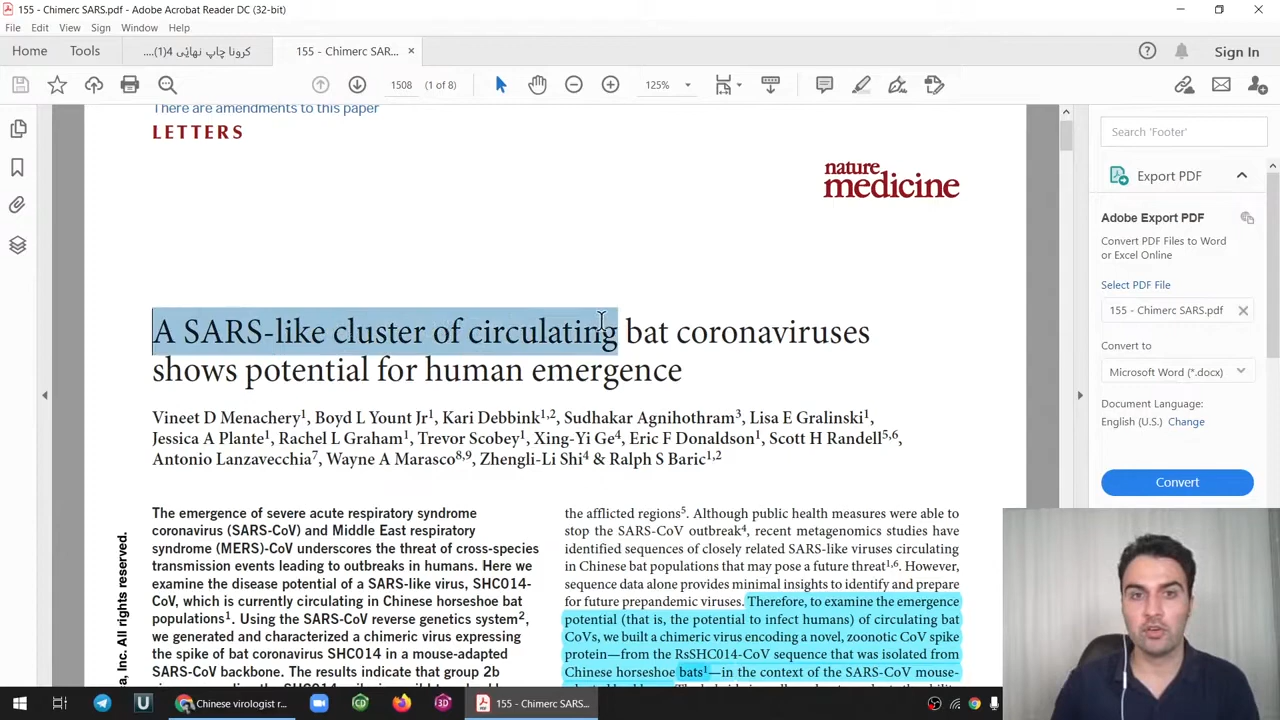 155 - Chimerc SARS.pdf - Adobe Acrobat Reader DC (32-bit)
File Edit View Sign Window Help
Home Tools کرونا چاپ نهایی 4(1).... 155 - Chimerc SAR... × Sign In
1508 (1 of 8) 125%
There are amendments to this paper
LETTERS
nature
medicine
A SARS-like cluster of circulating bat coronaviruses
shows potential for human emergence
Vineet D Menachery1, Boyd L Yount Jr1, Kari Debbink1,2, Sudhakar Agnihothram3, Lisa E Gralinski1,
Jessica A Plante1, Rachel L Graham1, Trevor Scobey1, Xing-Yi Ge4, Eric F Donaldson1, Scott H Randell5,6,
Antonio Lanzavecchia7, Wayne A Marasco8,9, Zhengli-Li Shi4 & Ralph S Baric1,2
The emergence of severe acute respiratory syndrome
coronavirus (SARS-CoV) and Middle East respiratory
syndrome (MERS)-CoV underscores the threat of cross-species
transmission events leading to outbreaks in humans. Here we
examine the disease potential of a SARS-like virus, SHC014-
CoV, which is currently circulating in Chinese horseshoe bat
populations1. Using the SARS-CoV reverse genetics system2,
we generated and characterized a chimeric virus expressing
the spike of bat coronavirus SHC014 in a mouse-adapted
SARS-CoV backbone. The results indicate that group 2b
the afflicted regions5. Although public health measures were able to
stop the SARS-CoV outbreak4, recent metagenomics studies have
identified sequences of closely related SARS-like viruses circulating
in Chinese bat populations that may pose a future threat1,6. However,
sequence data alone provides minimal insights to identify and prepare
for future prepandemic viruses. Therefore, to examine the emergence
potential (that is, the potential to infect humans) of circulating bat
CoVs, we built a chimeric virus encoding a novel, zoonotic CoV spike
protein—from the RsSHC014-CoV sequence that was isolated from
Chinese horseshoe bats1—in the context of the SARS-CoV mouse-
a, Inc. All rights reserved.
Search 'Footer'
Export PDF
Adobe Export PDF
Convert PDF Files to Word
or Excel Online
Select PDF File
155 - Chimerc SARS.pdf
Convert to
Microsoft Word (*.docx)
Document Language:
English (U.S.) Change
Convert
Chinese virologist r... 155 - Chimerc SARS...